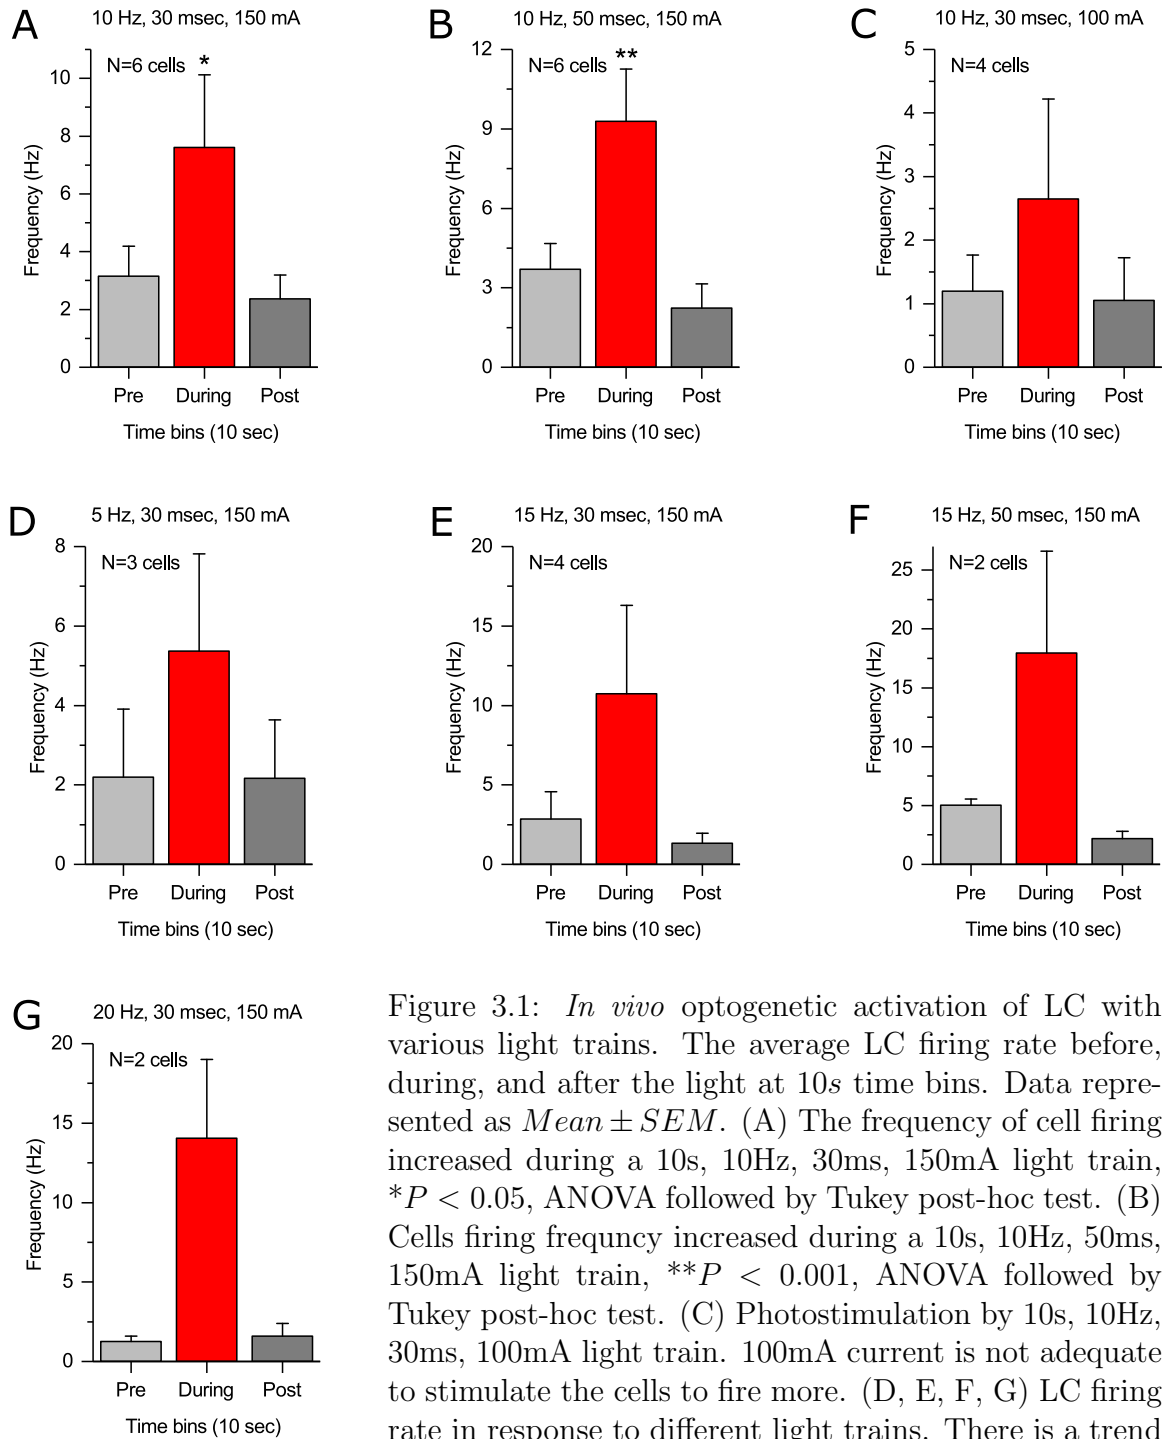 A
10 Hz, 30 msec, 150 mA
N=6 cells
*
Frequency (Hz)
10
8
6
4
2
0
Pre During Post
Time bins (10 sec)
B
10 Hz, 50 msec, 150 mA
N=6 cells
**
Frequency (Hz)
12
9
6
3
0
Pre During Post
Time bins (10 sec)
C
10 Hz, 30 msec, 100 mA
N=4 cells
Frequency (Hz)
5
4
3
2
1
0
Pre During Post
Time bins (10 sec)
D
5 Hz, 30 msec, 150 mA
N=3 cells
Frequency (Hz)
8
6
4
2
0
Pre During Post
Time bins (10 sec)
E
15 Hz, 30 msec, 150 mA
N=4 cells
Frequency (Hz)
20
15
10
5
0
Pre During Post
Time bins (10 sec)
F
15 Hz, 50 msec, 150 mA
N=2 cells
Frequency (Hz)
25
20
15
10
5
0
Pre During Post
Time bins (10 sec)
G
20 Hz, 30 msec, 150 mA
N=2 cells
Frequency (Hz)
20
15
10
5
0
Pre During Post
Time bins (10 sec)
Figure 3.1: In vivo optogenetic activation of LC with
various light trains. The average LC firing rate before,
during, and after the light at 10s time bins. Data repre-
sented as Mean ± SEM. (A) The frequency of cell firing
increased during a 10s, 10Hz, 30ms, 150mA light train,
*P < 0.05, ANOVA followed by Tukey post-hoc test. (B)
Cells firing frequncy increased during a 10s, 10Hz, 50ms,
150mA light train, **P < 0.001, ANOVA followed by
Tukey post-hoc test. (C) Photostimulation by 10s, 10Hz,
30ms, 100mA light train. 100mA current is not adequate
to stimulate the cells to fire more. (D, E, F, G) LC firing
rate in response to different light trains. There is a trend